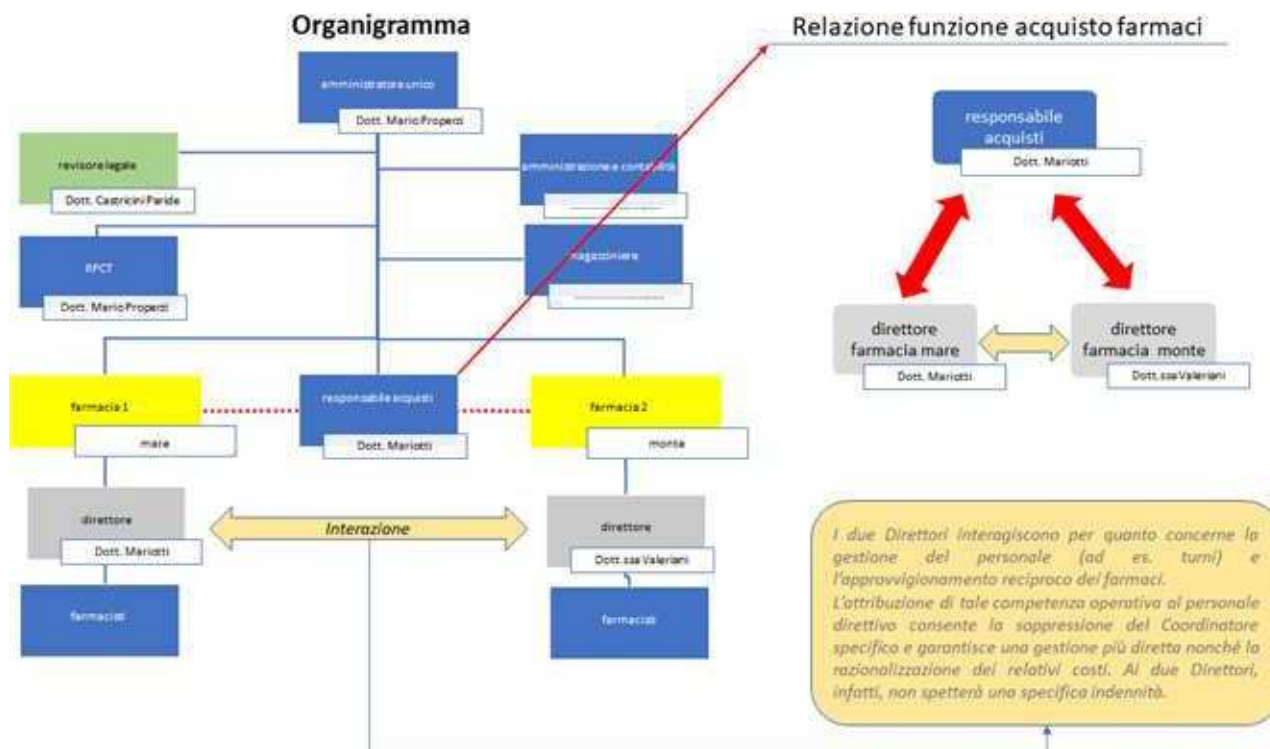 Organigramma
Relazione funzione acquisto farmaci
amministratore unico
Dott. Mario Properzi
revisore legale
Dott. Castricini Paride
amministrazione e contabilità
RPCT
Dott. Mario Properzi
magazziniere
farmacia 1
mare
responsabile acquisti
Dott. Mariotti
farmacia 2
monte
direttore
Dott. Mariotti
Interazione
direttore
Dott.ssa Valeriani
farmacisti
farmacisti
responsabile
acquisti
Dott. Mariotti
direttore
farmacia mare
Dott. Mariotti
direttore
farmacia monte
Dott.ssa Valeriani
I due Direttori interagiscono per quanto concerne la
gestione del personale (ad es. turni) e
l'approvvigionamento reciproco dei farmaci.
L'attribuzione di tale competenza operativa al personale
direttivo consente la soppressione del Coordinatore
specifico e garantisce una gestione più diretta nonché la
razionalizzazione dei relativi costi. Ai due Direttori,
infatti, non spetterà una specifica indennità.